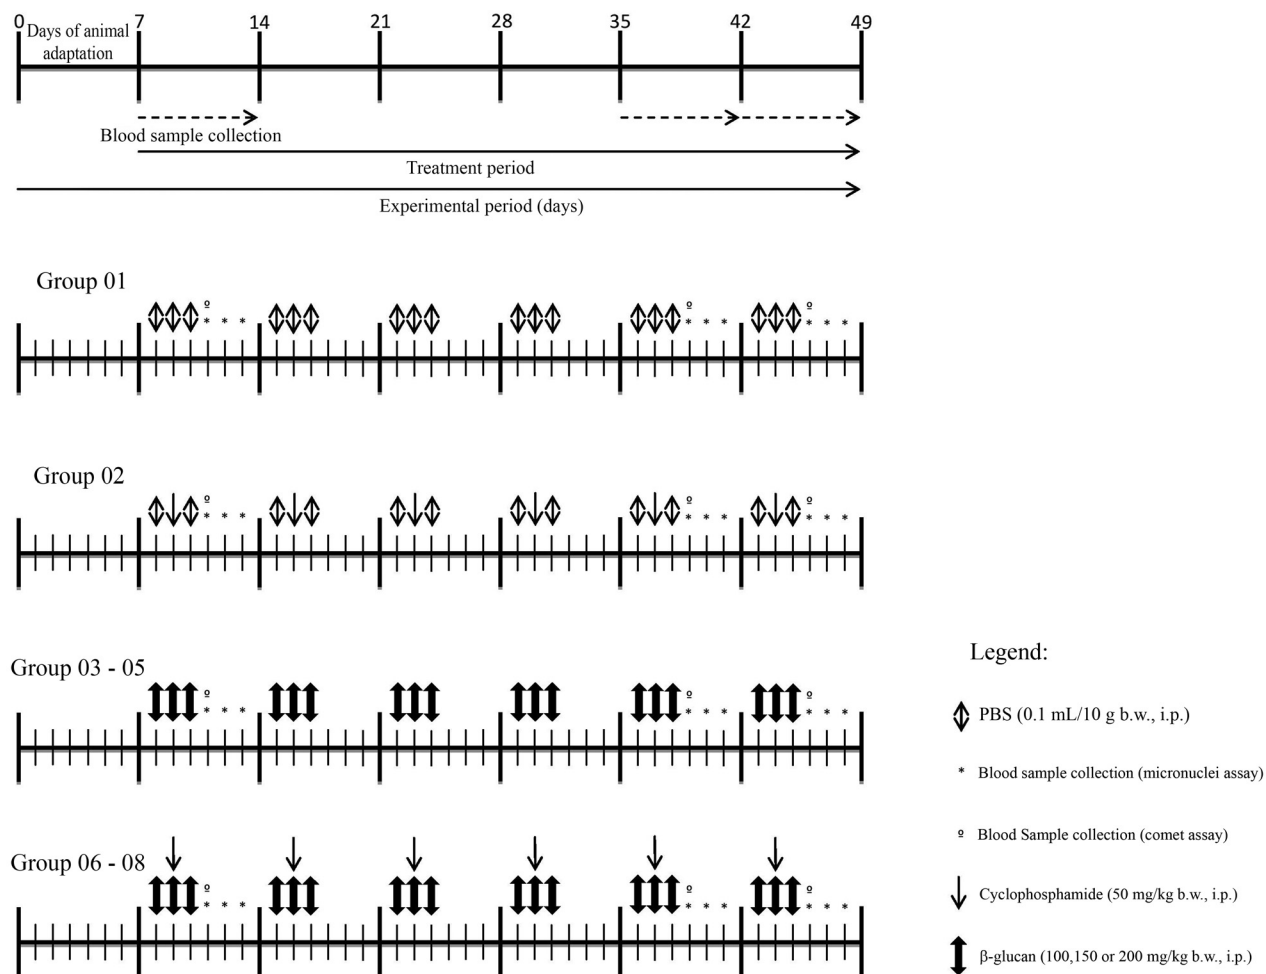 0 7 14 21 28 35 42 49
Days of animal
adaptation
Blood sample collection
Treatment period
Experimental period (days)
Group 01
º º º
* * * * * * * * *
Group 02
º º º
* * * * * * * * *
Group 03 - 05
º º º
* * * * * * * * *
Group 06 - 08
º º º
* * * * * * * * *
Legend:
PBS (0.1 mL/10 g b.w., i.p.)
* Blood sample collection (micronuclei assay)
º Blood Sample collection (comet assay)
Cyclophosphamide (50 mg/kg b.w., i.p.)
β-glucan (100,150 or 200 mg/kg b.w., i.p.)